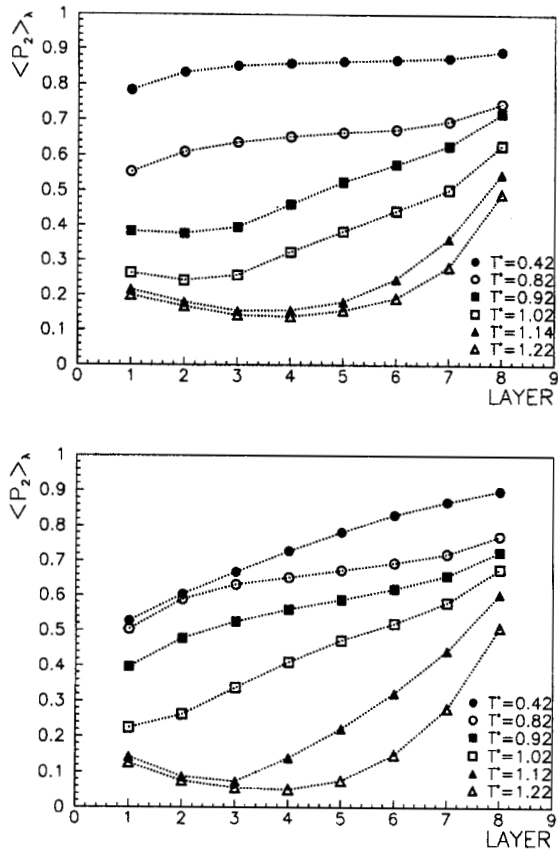 <P₂>λ
1
0.9
0.8
0.7
0.6
0.5
0.4
0.3
0.2
0.1
0
T*=0.42
T*=0.82
T*=0.92
T*=1.02
T*=1.14
T*=1.22
0 1 2 3 4 5 6 7 8 9
LAYER
<P₂>λ
1
0.9
0.8
0.7
0.6
0.5
0.4
0.3
0.2
0.1
0
T*=0.42
T*=0.82
T*=0.92
T*=1.02
T*=1.12
T*=1.22
0 1 2 3 4 5 6 7 8 9
LAYER